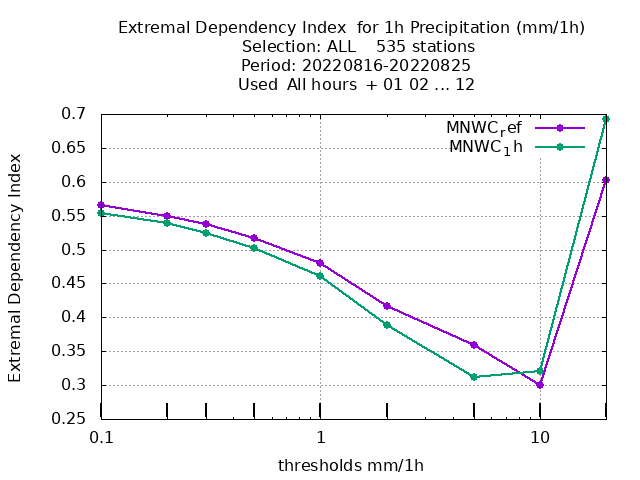 Extremal Dependency Index for 1h Precipitation (mm/1h)
Selection: ALL 535 stations
Period: 20220816-20220825
Used All hours + 01 02 ... 12
0.7
0.65
0.6
0.55
0.5
0.45
0.4
0.35
0.3
0.25
Extremal Dependency Index
MNWCref
MNWC1h
0.1 1 10
thresholds mm/1h